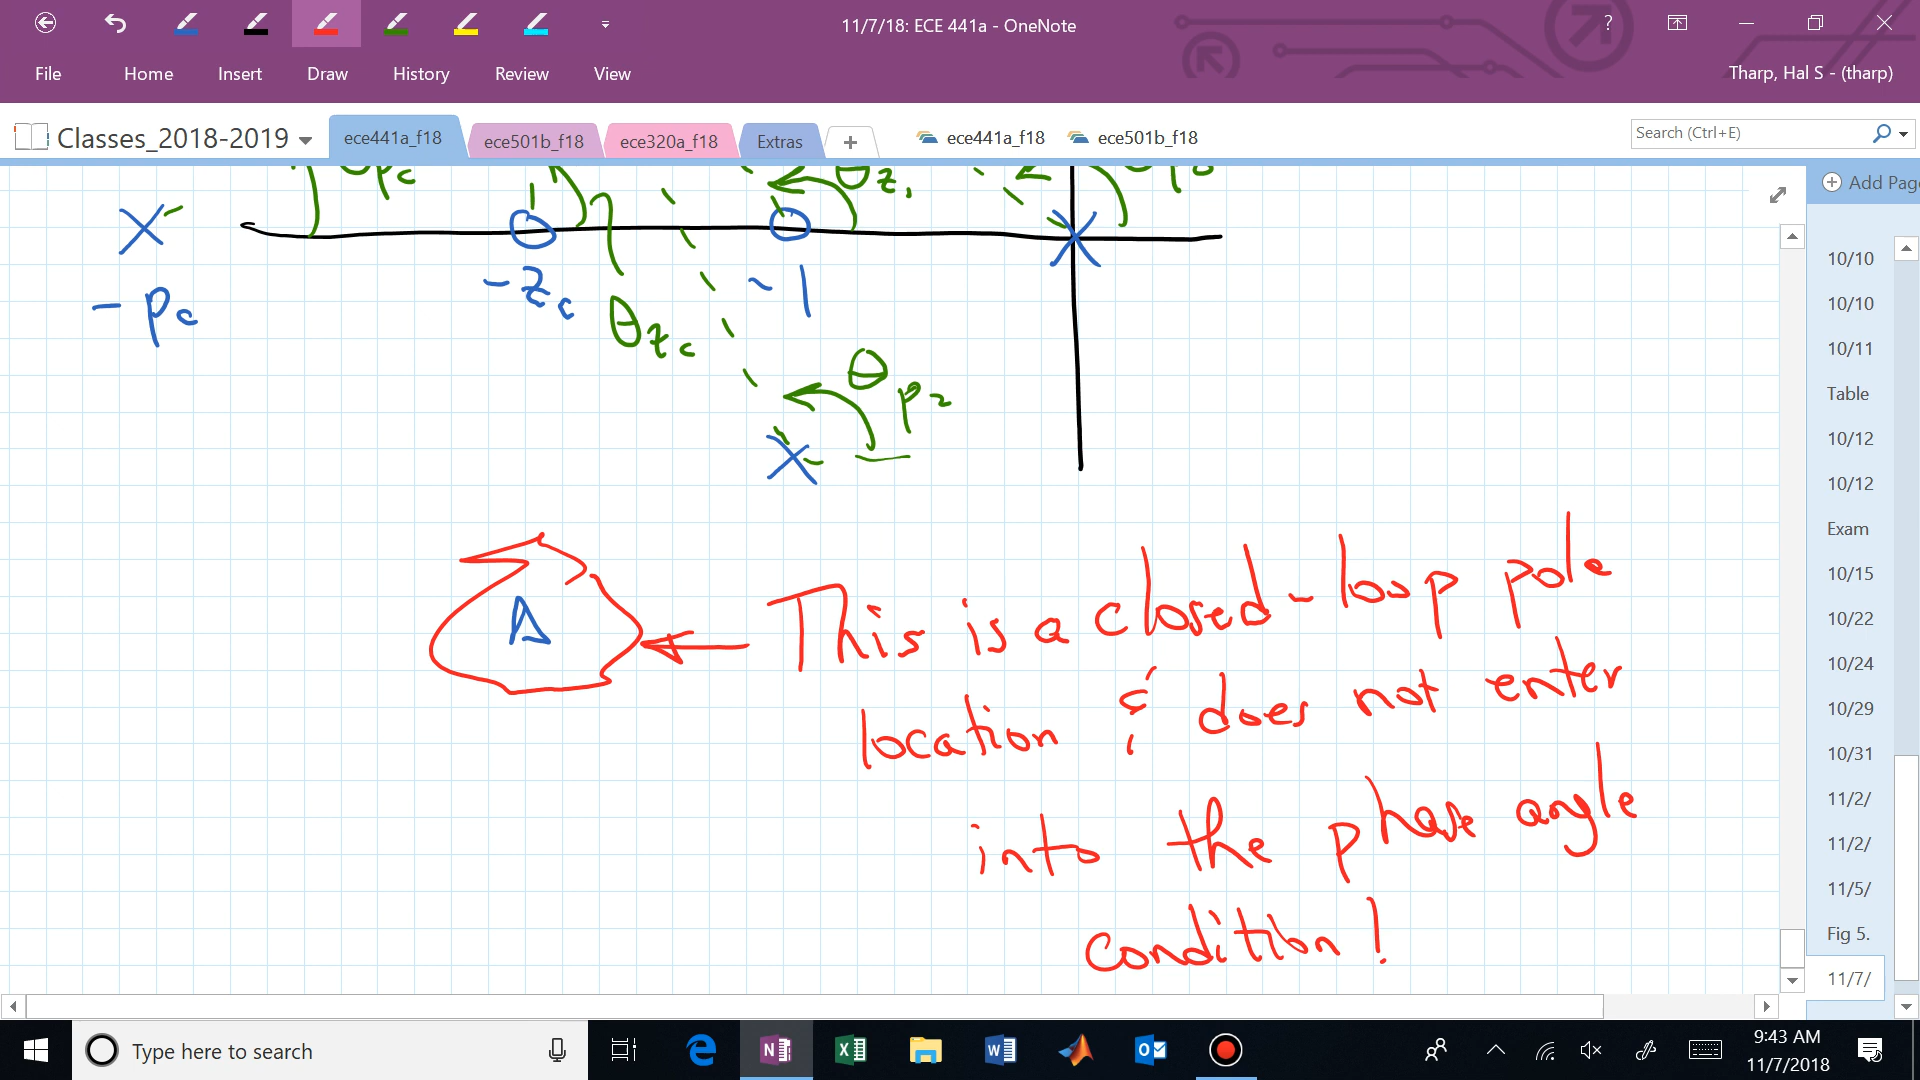 11/7/18: ECE 441a - OneNote
?
File Home Insert Draw History Review View
Tharp, Hal S - (tharp)
Classes_2018-2019
ece441a_f18
ece501b_f18
ece320a_f18
Extras
+
ece441a_f18
ece501b_f18
Search (Ctrl+E)
Add Pag
10/10
10/10
10/11
Table
10/12
10/12
Exam
10/15
10/22
10/24
10/29
10/31
11/2/
11/2/
11/5/
Fig 5.
11/7/
θpc
θz1
-pc
-zc
-1
θzc
θp2
Δ
This is a closed-loop pole
location & does not enter
into the phase angle
condition!
Type here to search
9:43 AM
11/7/2018